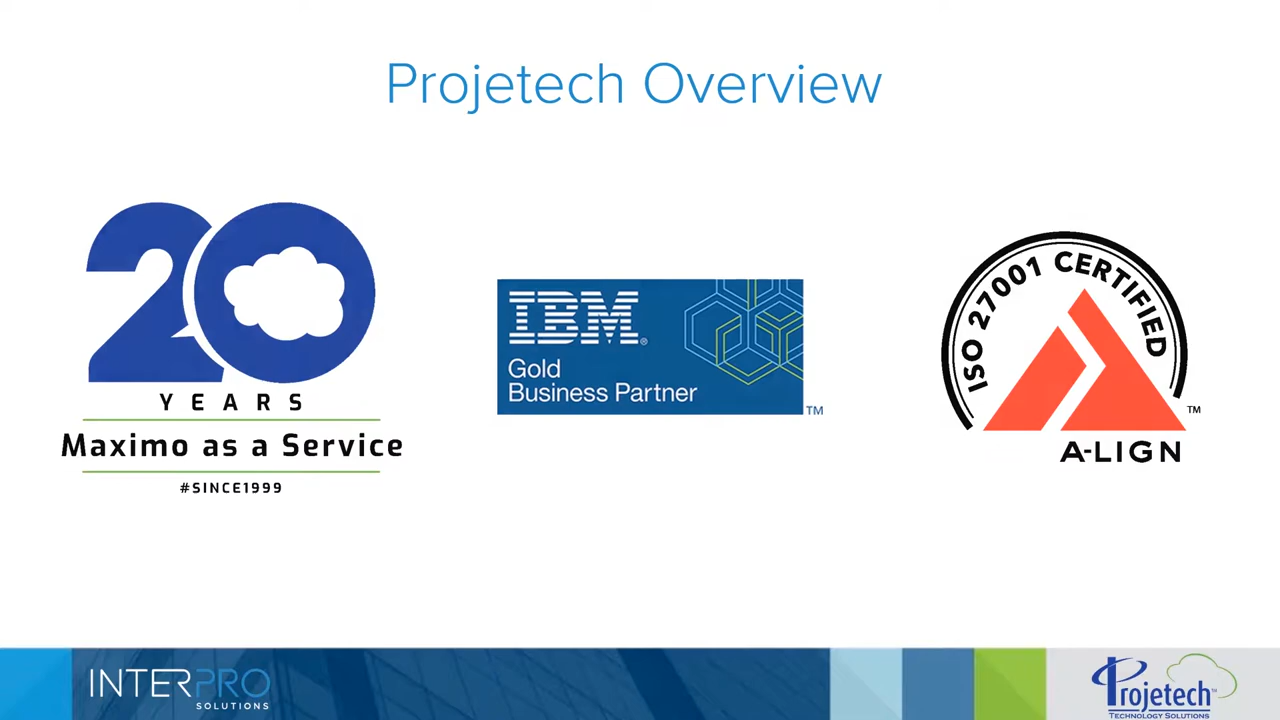 Projetech Overview
20
YEARS
Maximo as a Service
#SINCE1999
IBM®
Gold
Business Partner
TM
ISO 27001 CERTIFIED
TM
A-LIGN
INTERPRO
SOLUTIONS
Projetech™
TECHNOLOGY SOLUTIONS